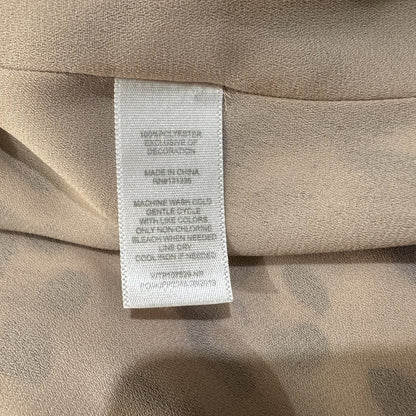 100% POLYESTER
EXCLUSIVE OF
DECORATION
MADE IN CHINA
RN#131236
MACHINE WASH COLD
GENTLE CYCLE
WITH LIKE COLORS
ONLY NON-CHLORINE
BLEACH WHEN NEEDED
LINE DRY
COOL IRON IF NEEDED